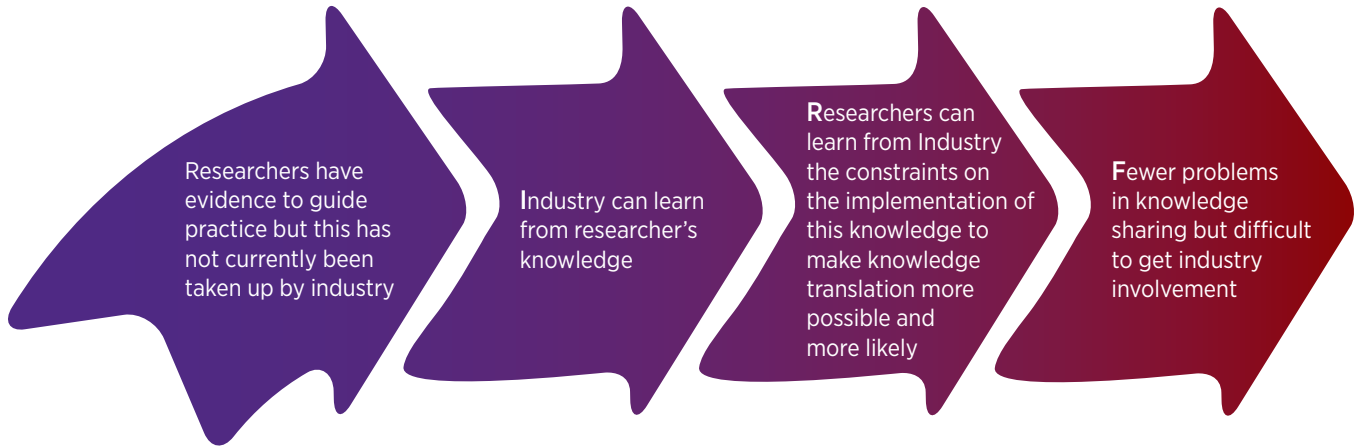 Researchers have
evidence to guide
practice but this has
not currently been
taken up by industry
Industry can learn
from researcher’s
knowledge
Researchers can
learn from Industry
the constraints on
the implementation of
this knowledge to
make knowledge
translation more
possible and
more likely
Fewer problems
in knowledge
sharing but difficult
to get industry
involvement